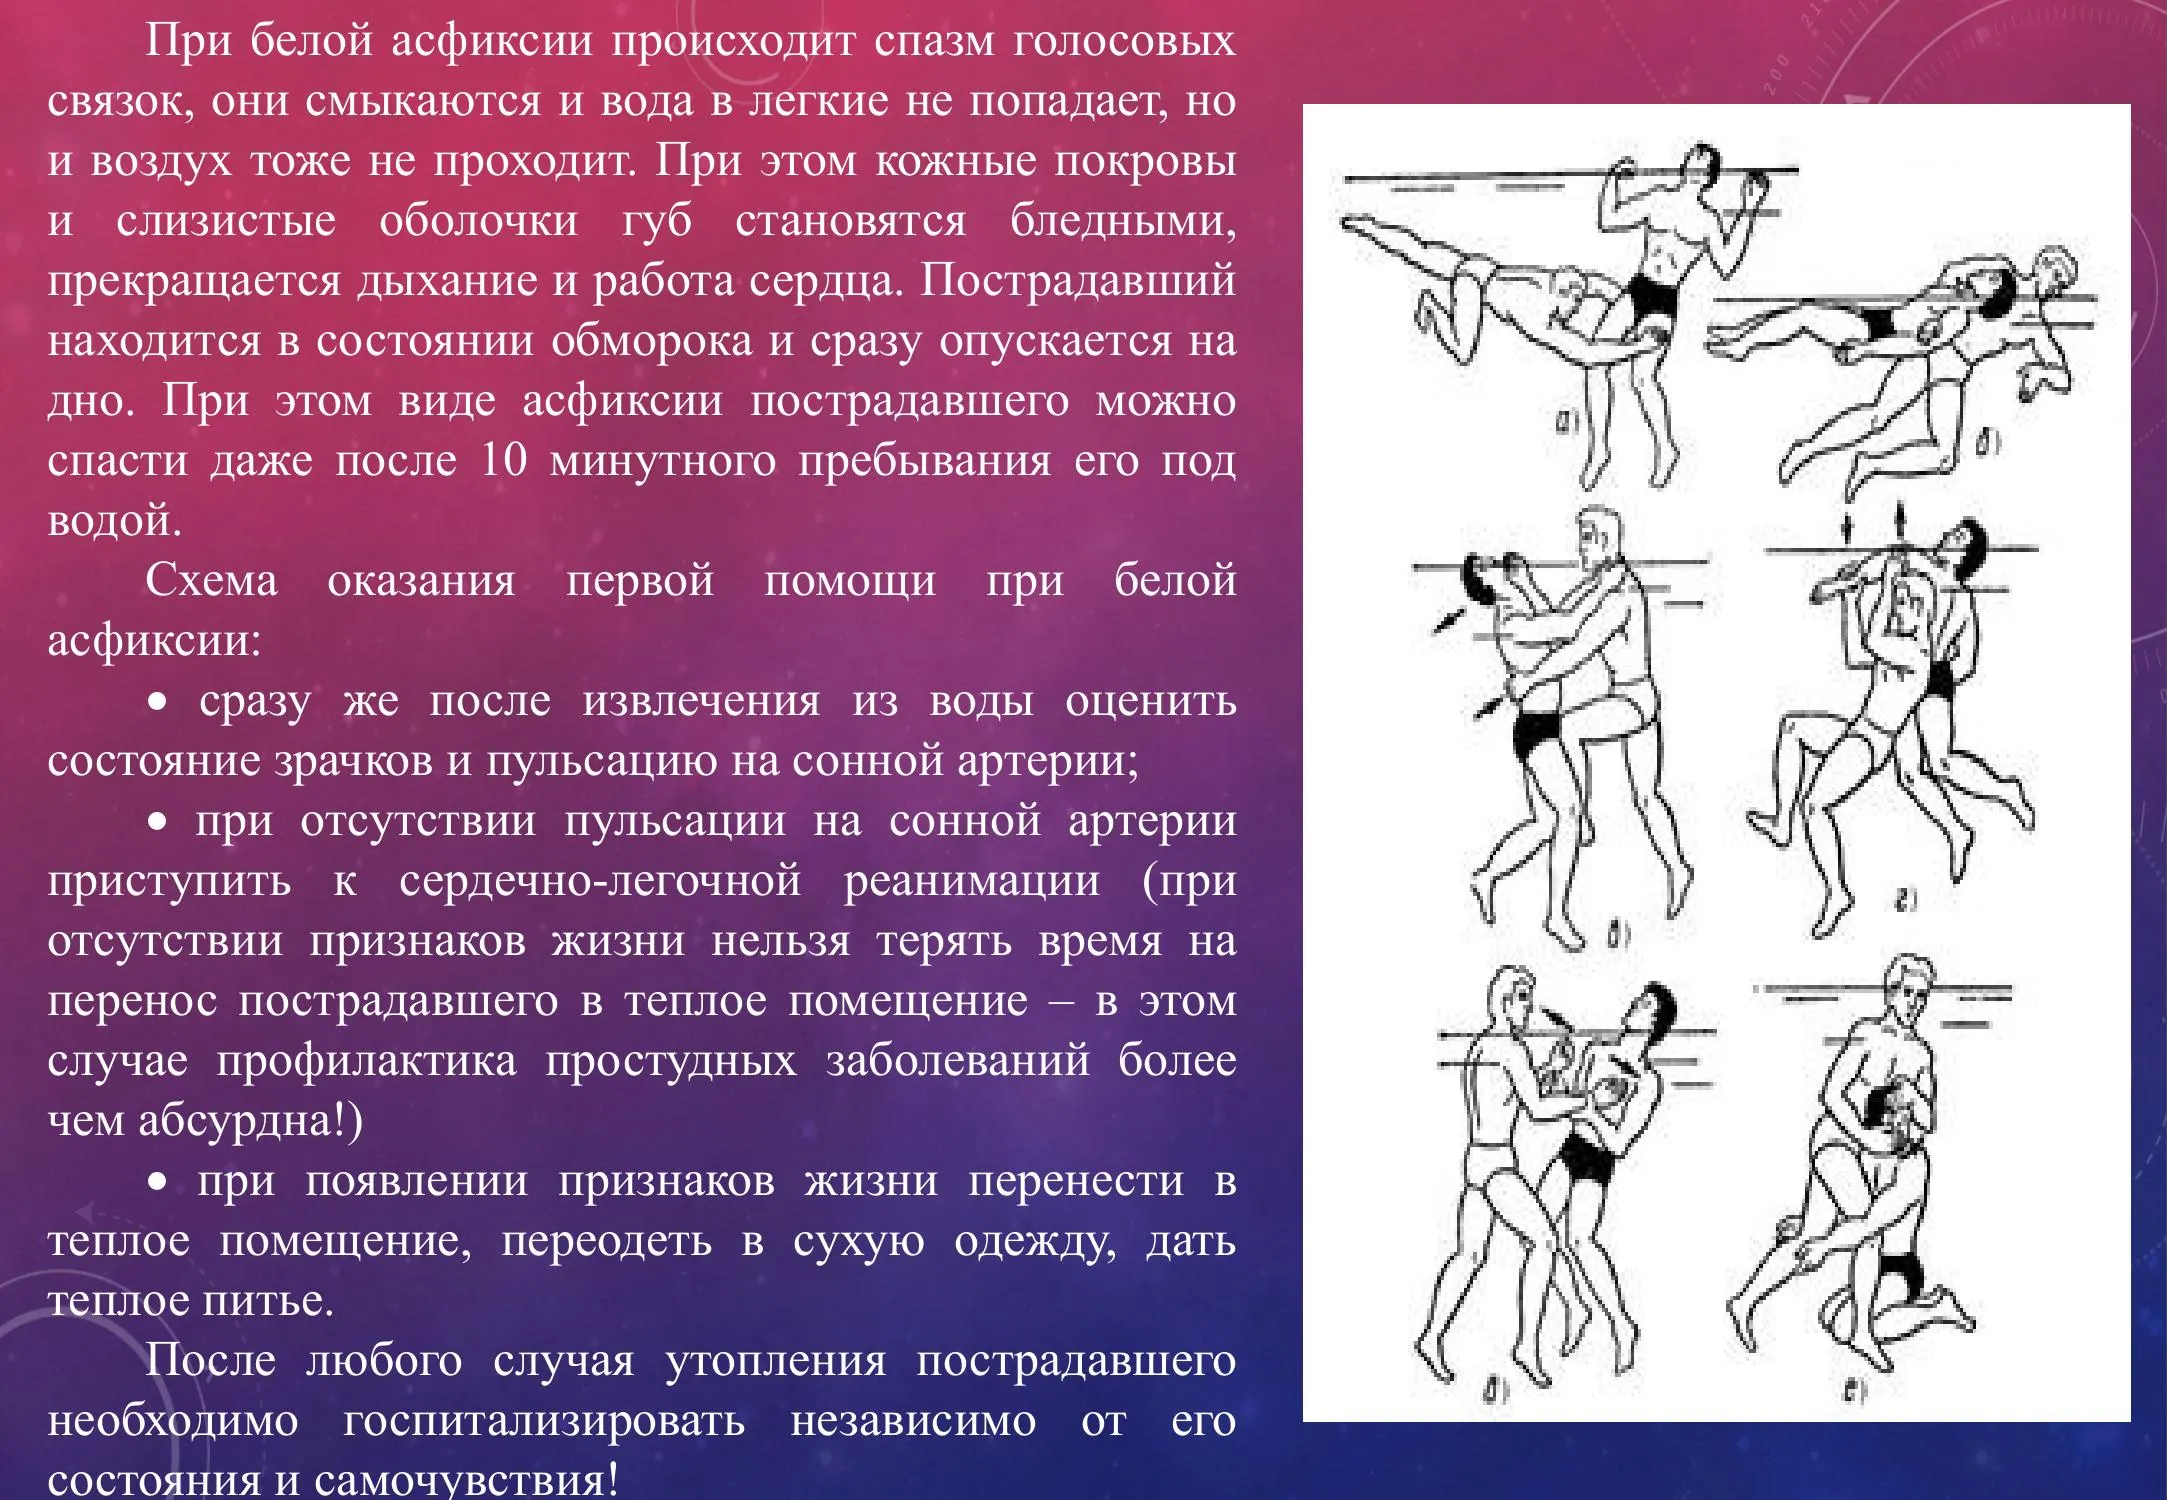 При белой асфиксии происходит спазм голосовых
связок, они смыкаются и вода в легкие не попадает, но
и воздух тоже не проходит. При этом кожные покровы
и слизистые оболочки губ становятся бледными,
прекращается дыхание и работа сердца. Пострадавший
находится в состоянии обморока и сразу опускается на
дно. При этом виде асфиксии пострадавшего можно
спасти даже после 10 минутного пребывания его под
водой.
Схема оказания первой помощи при белой
асфиксии:
• сразу же после извлечения из воды оценить
состояние зрачков и пульсацию на сонной артерии;
• при отсутствии пульсации на сонной артерии
приступить к сердечно-легочной реанимации (при
отсутствии признаков жизни нельзя терять время на
перенос пострадавшего в теплое помещение – в этом
случае профилактика простудных заболеваний более
чем абсурдна!)
• при появлении признаков жизни перенести в
теплое помещение, переодеть в сухую одежду, дать
теплое питье.
После любого случая утопления пострадавшего
необходимо госпитализировать независимо от его
состояния и самочувствия!
а)
б)
г)
е)
200